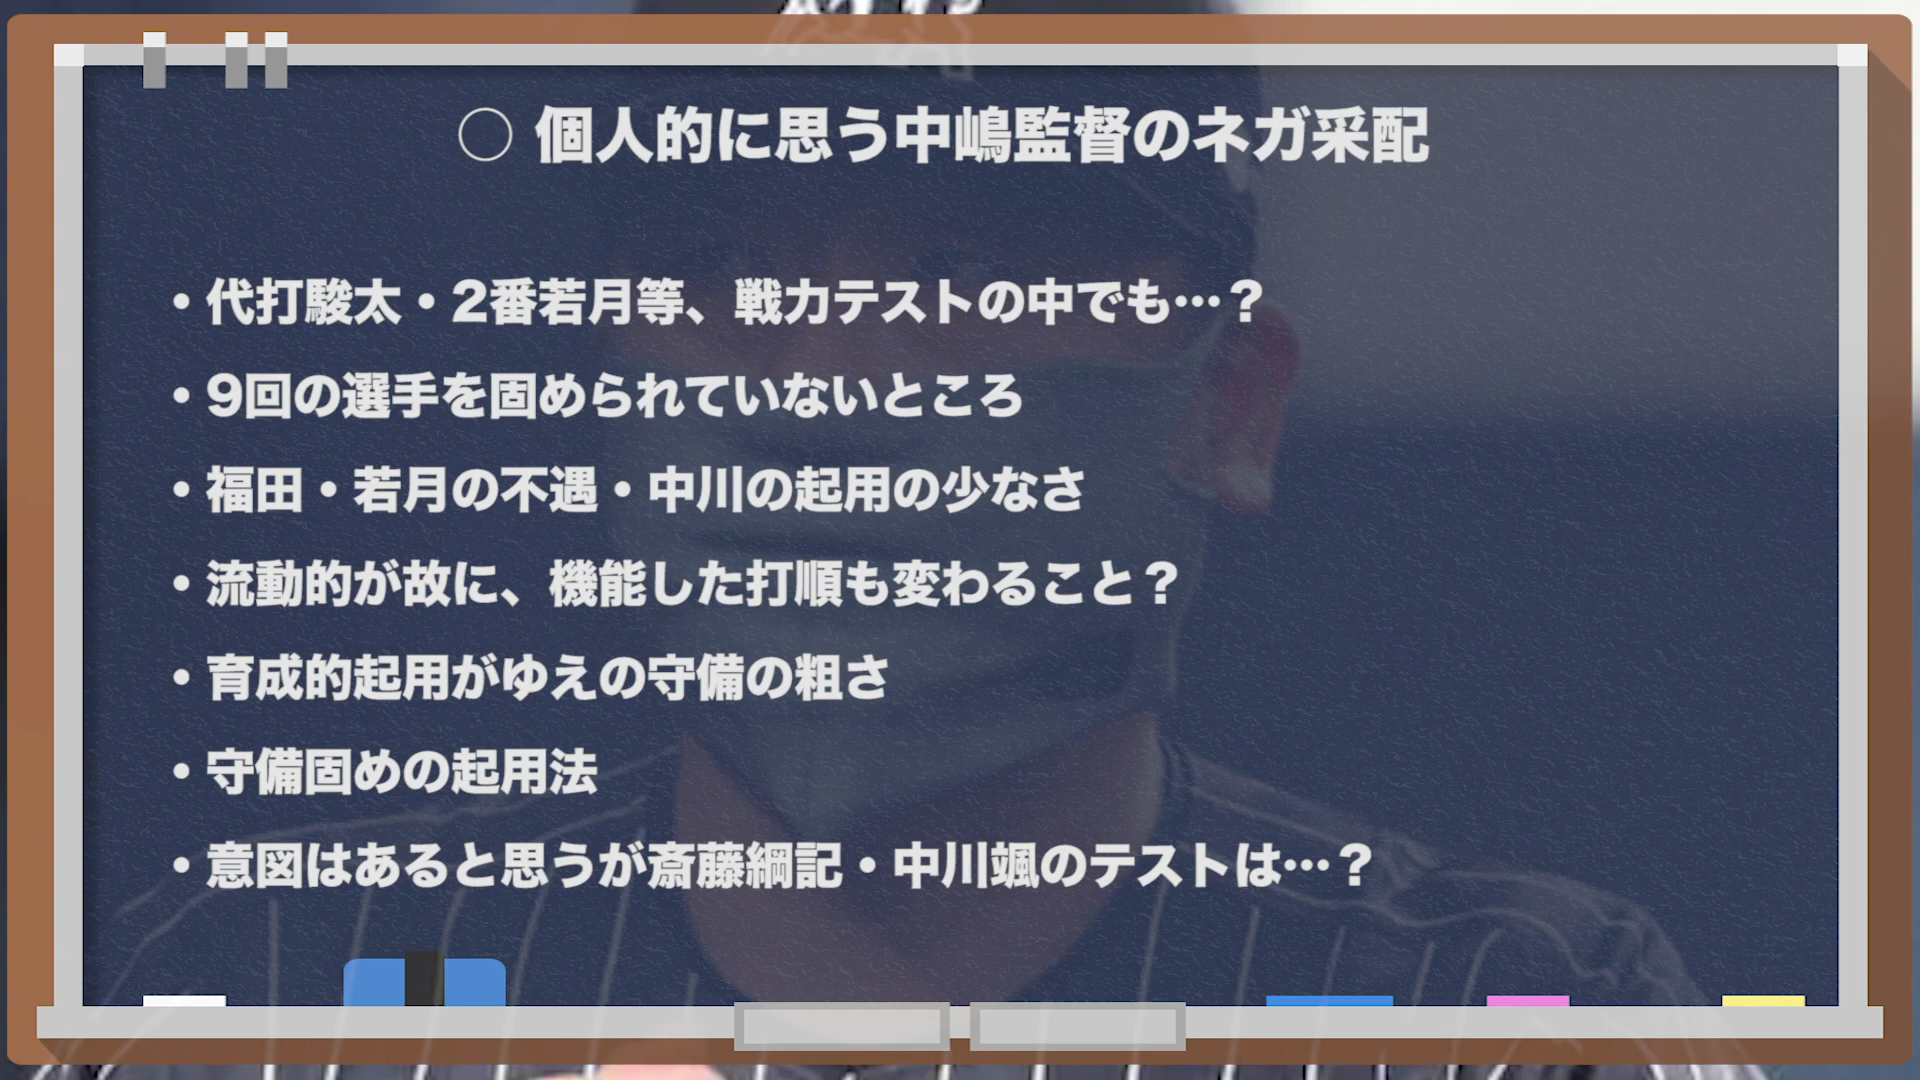 ○ 個人的に思う中嶋監督のネガ采配
・代打駿太・2番若月等、戦力テストの中でも…？
・9回の選手を固められていないところ
・福田・若月の不遇・中川の起用の少なさ
・流動的が故に、機能した打順も変わること？
・育成的起用がゆえの守備の粗さ
・守備固めの起用法
・意図はあると思うが斎藤綱記・中川颯のテストは…？